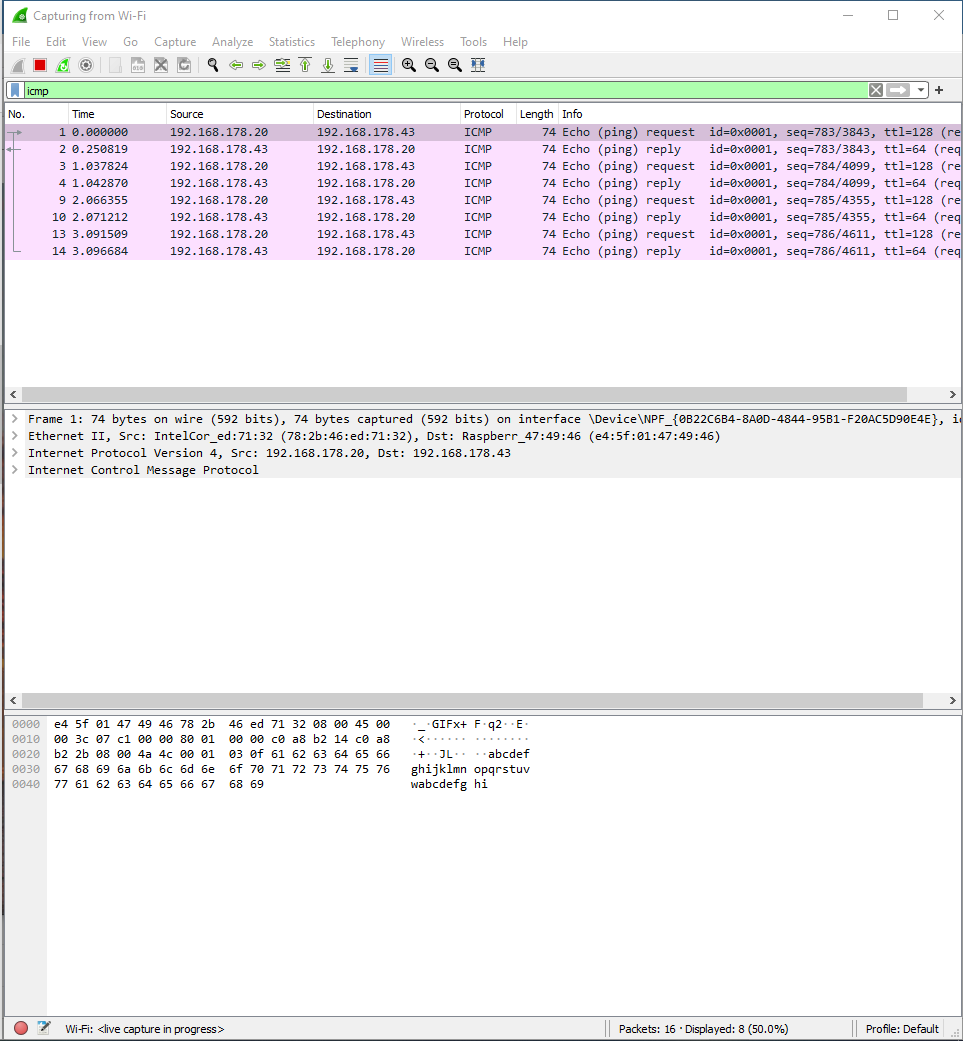 Capturing from Wi-Fi
File Edit View Go Capture Analyze Statistics Telephony Wireless Tools Help
icmp
No. Time Source Destination Protocol Length Info
1 0.000000 192.168.178.20 192.168.178.43 ICMP 74 Echo (ping) request id=0x0001, seq=783/3843, ttl=128 (re
2 0.250819 192.168.178.43 192.168.178.20 ICMP 74 Echo (ping) reply id=0x0001, seq=783/3843, ttl=64 (req
3 1.037824 192.168.178.20 192.168.178.43 ICMP 74 Echo (ping) request id=0x0001, seq=784/4099, ttl=128 (re
4 1.042870 192.168.178.43 192.168.178.20 ICMP 74 Echo (ping) reply id=0x0001, seq=784/4099, ttl=64 (req
9 2.066355 192.168.178.20 192.168.178.43 ICMP 74 Echo (ping) request id=0x0001, seq=785/4355, ttl=128 (re
10 2.071212 192.168.178.43 192.168.178.20 ICMP 74 Echo (ping) reply id=0x0001, seq=785/4355, ttl=64 (req
13 3.091509 192.168.178.20 192.168.178.43 ICMP 74 Echo (ping) request id=0x0001, seq=786/4611, ttl=128 (re
14 3.096684 192.168.178.43 192.168.178.20 ICMP 74 Echo (ping) reply id=0x0001, seq=786/4611, ttl=64 (req
Frame 1: 74 bytes on wire (592 bits), 74 bytes captured (592 bits) on interface \Device\NPF_{0B22C6B4-8A0D-4844-95B1-F20AC5D90E4E}, i
Ethernet II, Src: IntelCor_ed:71:32 (78:2b:46:ed:71:32), Dst: Raspberr_47:49:46 (e4:5f:01:47:49:46)
Internet Protocol Version 4, Src: 192.168.178.20, Dst: 192.168.178.43
Internet Control Message Protocol
0000 e4 5f 01 47 49 46 78 2b 46 ed 71 32 08 00 45 00 ·_·GIFx+ F·q2··E·
0010 00 3c 07 c1 00 00 80 01 00 00 c0 a8 b2 14 c0 a8 ·<······ ········
0020 b2 2b 08 00 4a 4c 00 01 03 0f 61 62 63 64 65 66 ·+··JL·· ··abcdef
0030 67 68 69 6a 6b 6c 6d 6e 6f 70 71 72 73 74 75 76 ghijklmn opqrstuv
0040 77 61 62 63 64 65 66 67 68 69 wabcdefg hi
Wi-Fi: <live capture in progress> Packets: 16 · Displayed: 8 (50.0%) Profile: Default